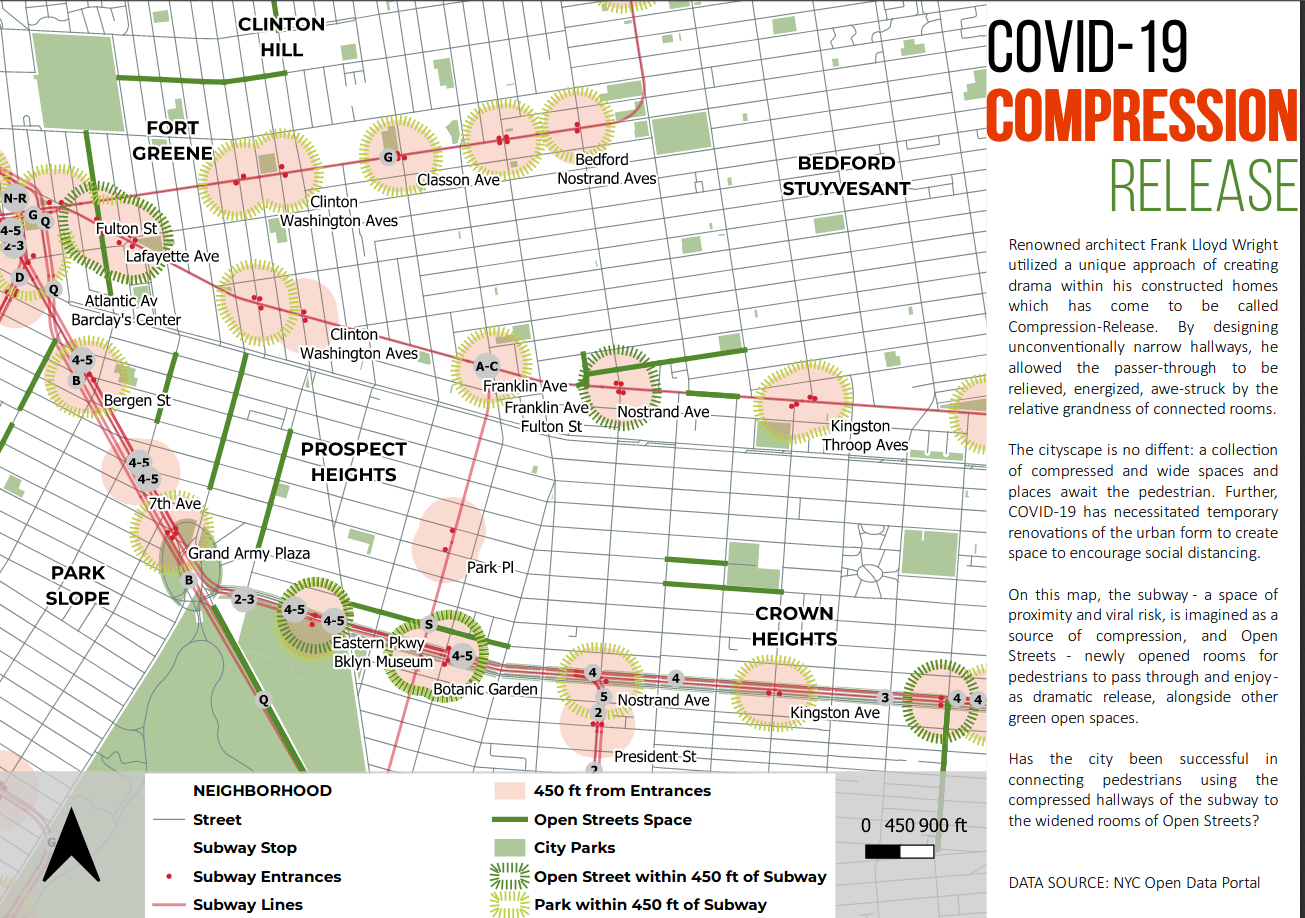 COVID-19
COMPRESSION
RELEASE
Renowned architect Frank Lloyd Wright
utilized a unique approach of creating
drama within his constructed homes
which has come to be called
Compression-Release. By designing
unconventionally narrow hallways, he
allowed the passer-through to be
relieved, energized, awe-struck by the
relative grandness of connected rooms.
The cityscape is no diffent: a collection
of compressed and wide spaces and
places await the pedestrian. Further,
COVID-19 has necessitated temporary
renovations of the urban form to create
space to encourage social distancing.
On this map, the subway - a space of
proximity and viral risk, is imagined as a
source of compression, and Open
Streets - newly opened rooms for
pedestrians to pass through and enjoy-
as dramatic release, alongside other
green open spaces.
Has the city been successful in
connecting pedestrians using the
compressed hallways of the subway to
the widened rooms of Open Streets?
DATA SOURCE: NYC Open Data Portal
CLINTON
HILL
FORT
GREENE
BEDFORD
STUYVESANT
Bedford
Nostrand Aves
G
Classon Ave
Clinton
Washington Aves
N-R
G
Q
4-5
2-3
Fulton St
Lafayette Ave
D
Q
Atlantic Av
Barclay's Center
Clinton
Washington Aves
4-5
B
Bergen St
A-C
Franklin Ave
Franklin Ave
Fulton St
Nostrand Ave
Kingston
Throop Aves
PROSPECT
HEIGHTS
4-5
4-5
7th Ave
Grand Army Plaza
B
Park Pl
PARK
SLOPE
2-3
4-5
4-5
Eastern Pkwy
Bklyn Museum
S
4-5
Botanic Garden
CROWN
HEIGHTS
Q
4
4
5
2
Nostrand Ave
Kingston Ave
3
4
4
President St
2
G
NEIGHBORHOOD
Street
Subway Stop
Subway Entrances
Subway Lines
450 ft from Entrances
Open Streets Space
City Parks
Open Street within 450 ft of Subway
Park within 450 ft of Subway
0 450 900 ft